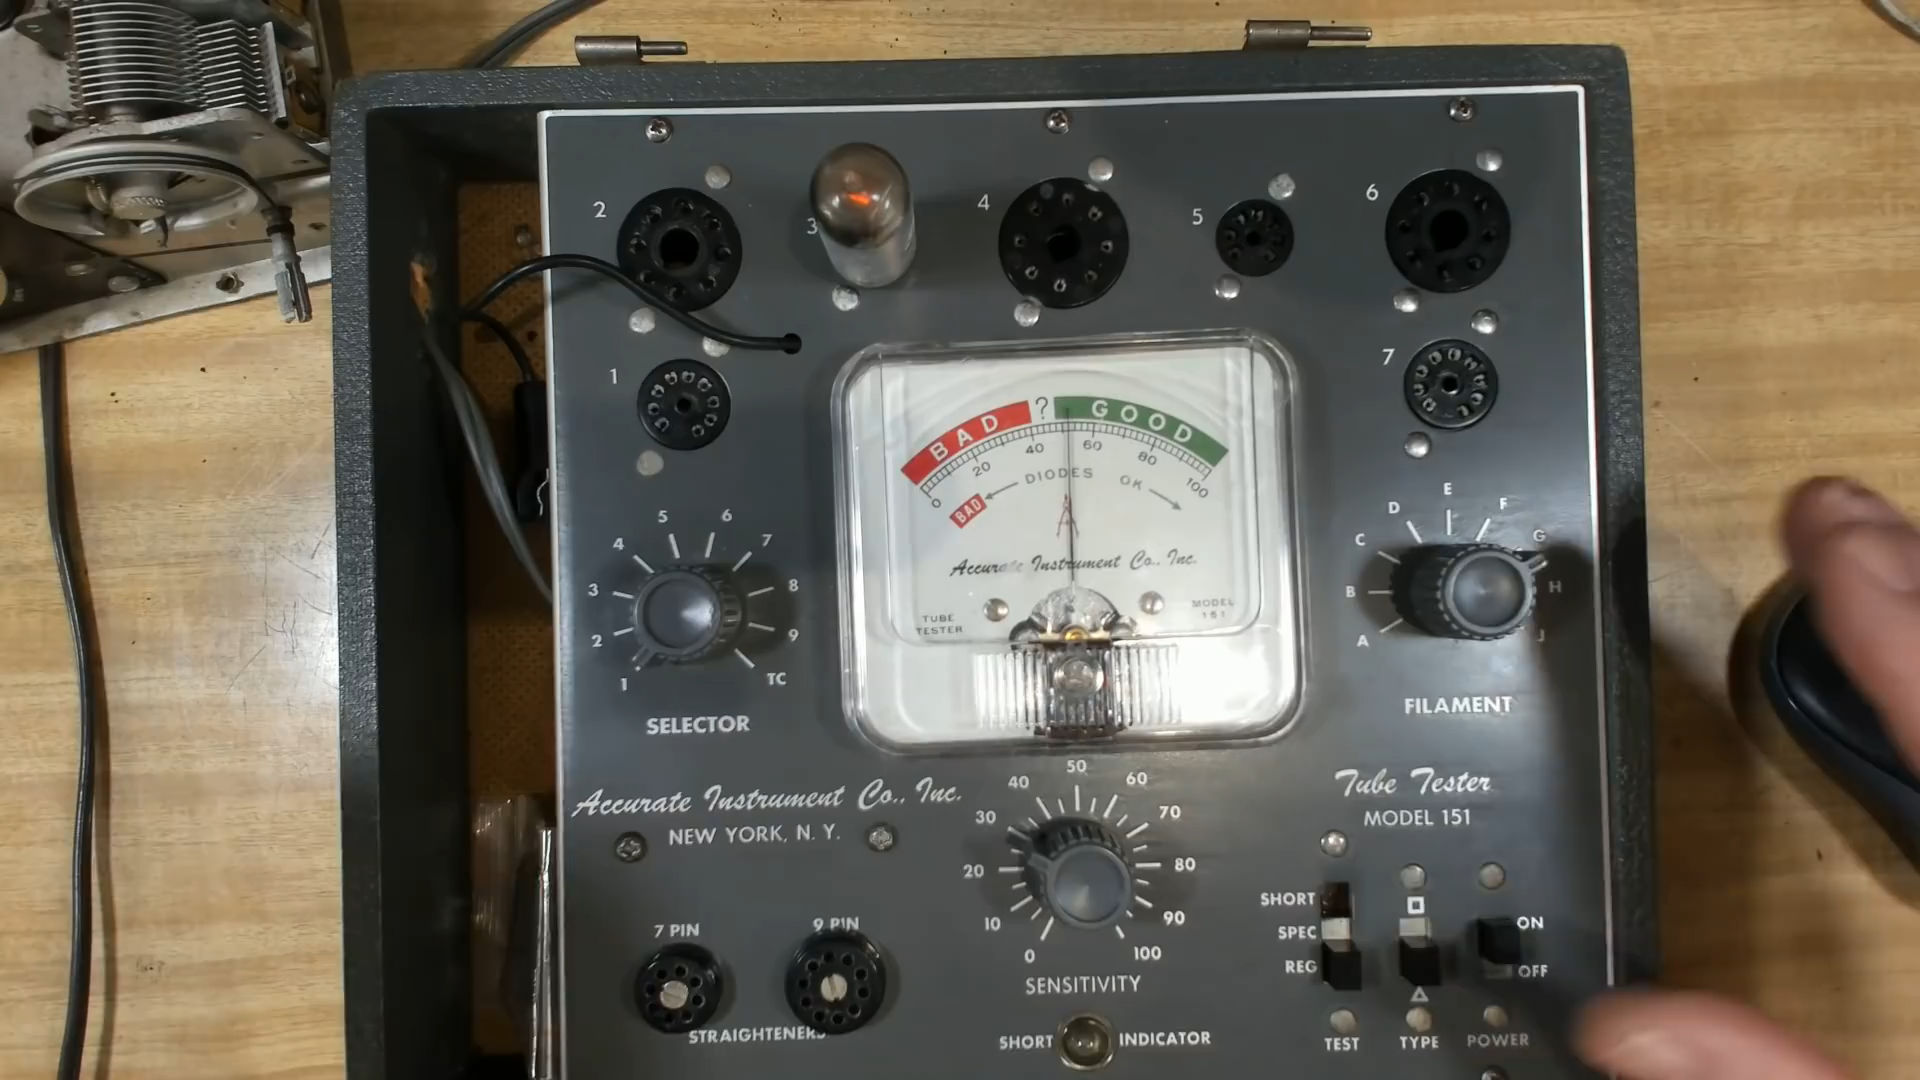 2
3
4
5
6
1
7
BAD ? GOOD
0 20 40 60 80 100
BAD DIODES OK
Accurate Instrument Co., Inc.
TUBE TESTER
MODEL 151
1 2 3 4 5 6 7 8 9 TC
SELECTOR
A B C D E F G H J
FILAMENT
Accurate Instrument Co., Inc.
NEW YORK, N. Y.
Tube Tester
MODEL 151
0 10 20 30 40 50 60 70 80 90 100
SENSITIVITY
7 PIN
9 PIN
STRAIGHTENERS
SHORT INDICATOR
SHORT
SPEC
REG
TEST
TYPE
ON
OFF
POWER